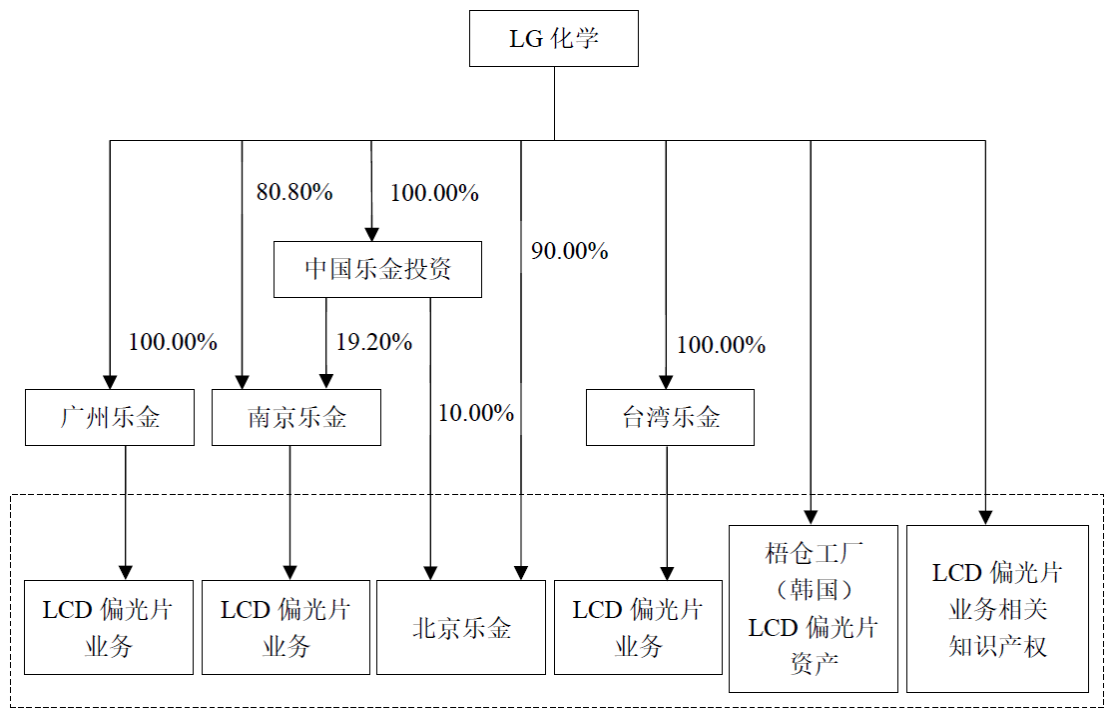 LG 化学
80.80%
100.00%
90.00%
中国乐金投资
100.00%
19.20%
100.00%
广州乐金
南京乐金
10.00%
台湾乐金
LCD 偏光片
业务
LCD 偏光片
业务
北京乐金
LCD 偏光片
业务
梧仓工厂
（韩国）
LCD 偏光片
资产
LCD 偏光片
业务相关
知识产权